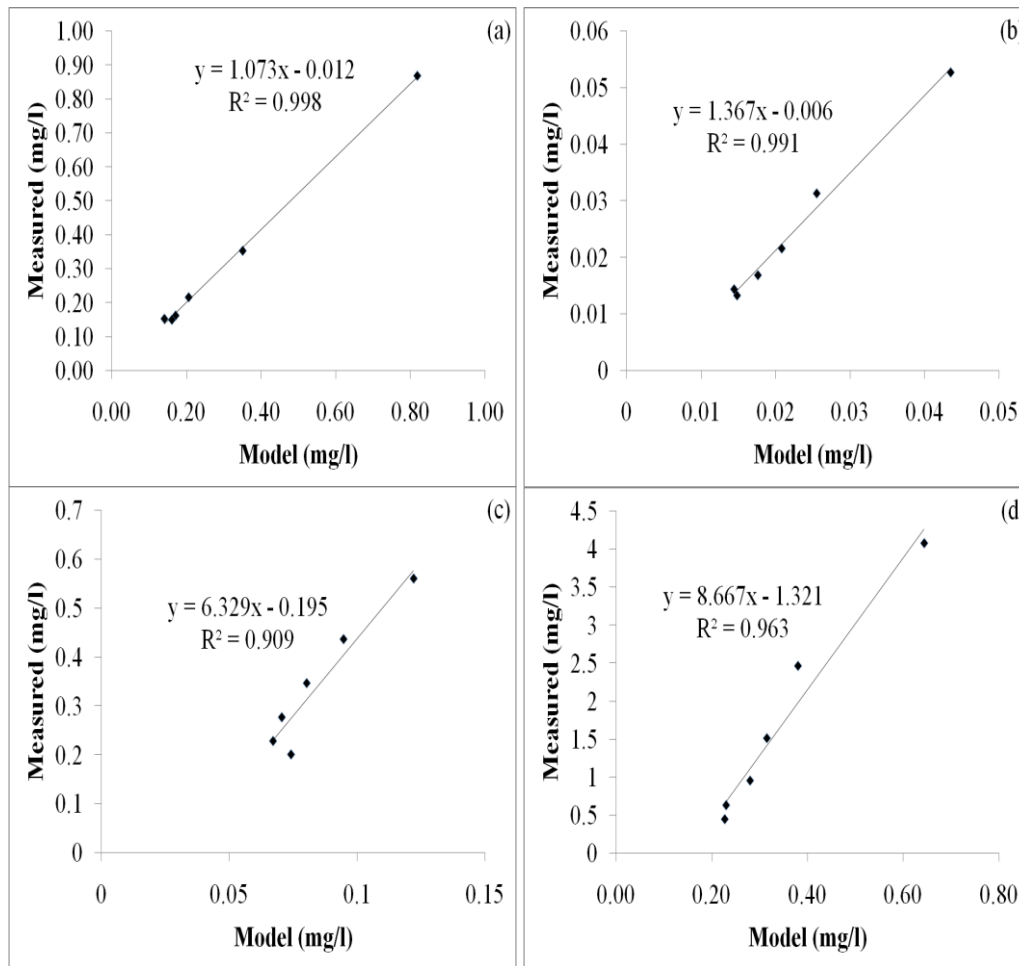 (a)
1.00
0.90
0.80
0.70
0.60
0.50
0.40
0.30
0.20
0.10
0.00
Measured (mg/l)
y = 1.073x - 0.012
R² = 0.998
0.00 0.20 0.40 0.60 0.80 1.00
Model (mg/l)
(b)
0.06
0.05
0.04
0.03
0.02
0.01
0
Measured (mg/l)
y = 1.367x - 0.006
R² = 0.991
0 0.01 0.02 0.03 0.04 0.05
Model (mg/l)
(c)
0.7
0.6
0.5
0.4
0.3
0.2
0.1
0
Measured (mg/l)
y = 6.329x - 0.195
R² = 0.909
0 0.05 0.1 0.15
Model (mg/l)
(d)
4.5
4
3.5
3
2.5
2
1.5
1
0.5
0
Measured (mg/l)
y = 8.667x - 1.321
R² = 0.963
0.00 0.20 0.40 0.60 0.80
Model (mg/l)